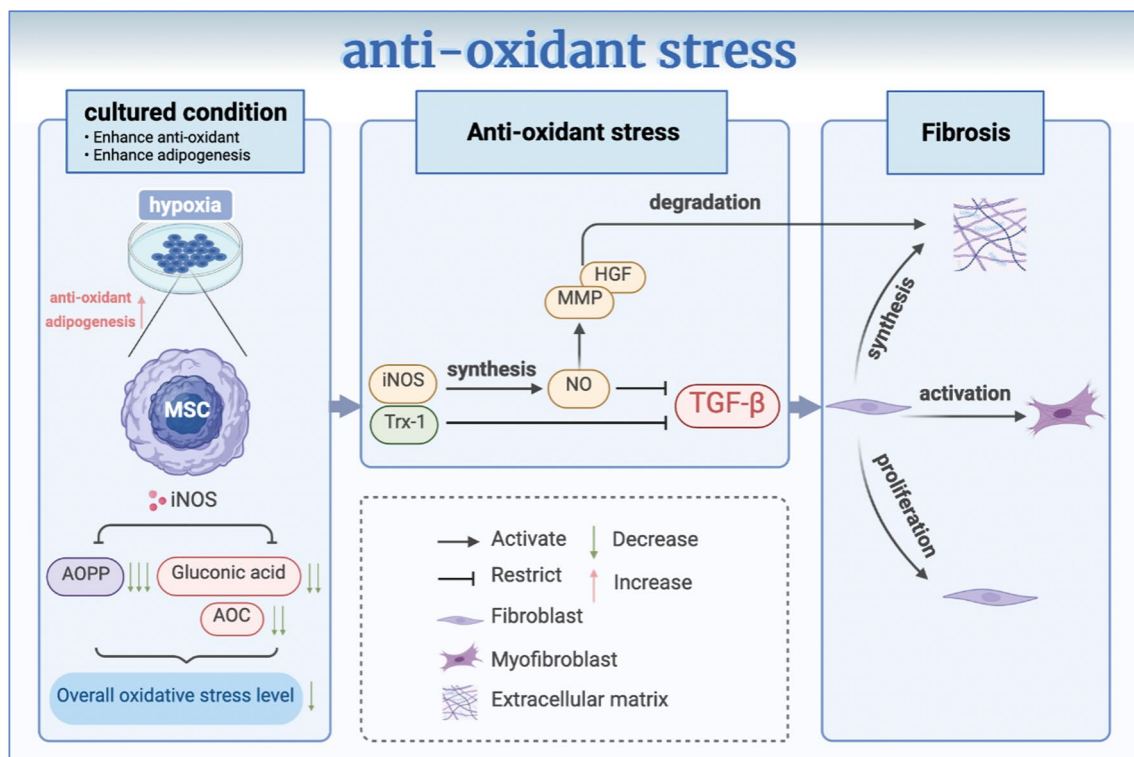 anti-oxidant stress
cultured condition
• Enhance anti-oxidant
• Enhance adipogenesis
hypoxia
anti-oxidant
adipogenesis
MSC
iNOS
AOPP
Gluconic acid
AOC
Overall oxidative stress level
Anti-oxidant stress
degradation
HGF
MMP
iNOS
synthesis
NO
Trx-1
TGF-β
Activate
Decrease
Restrict
Increase
Fibroblast
Myofibroblast
Extracellular matrix
Fibrosis
synthesis
activation
proliferation